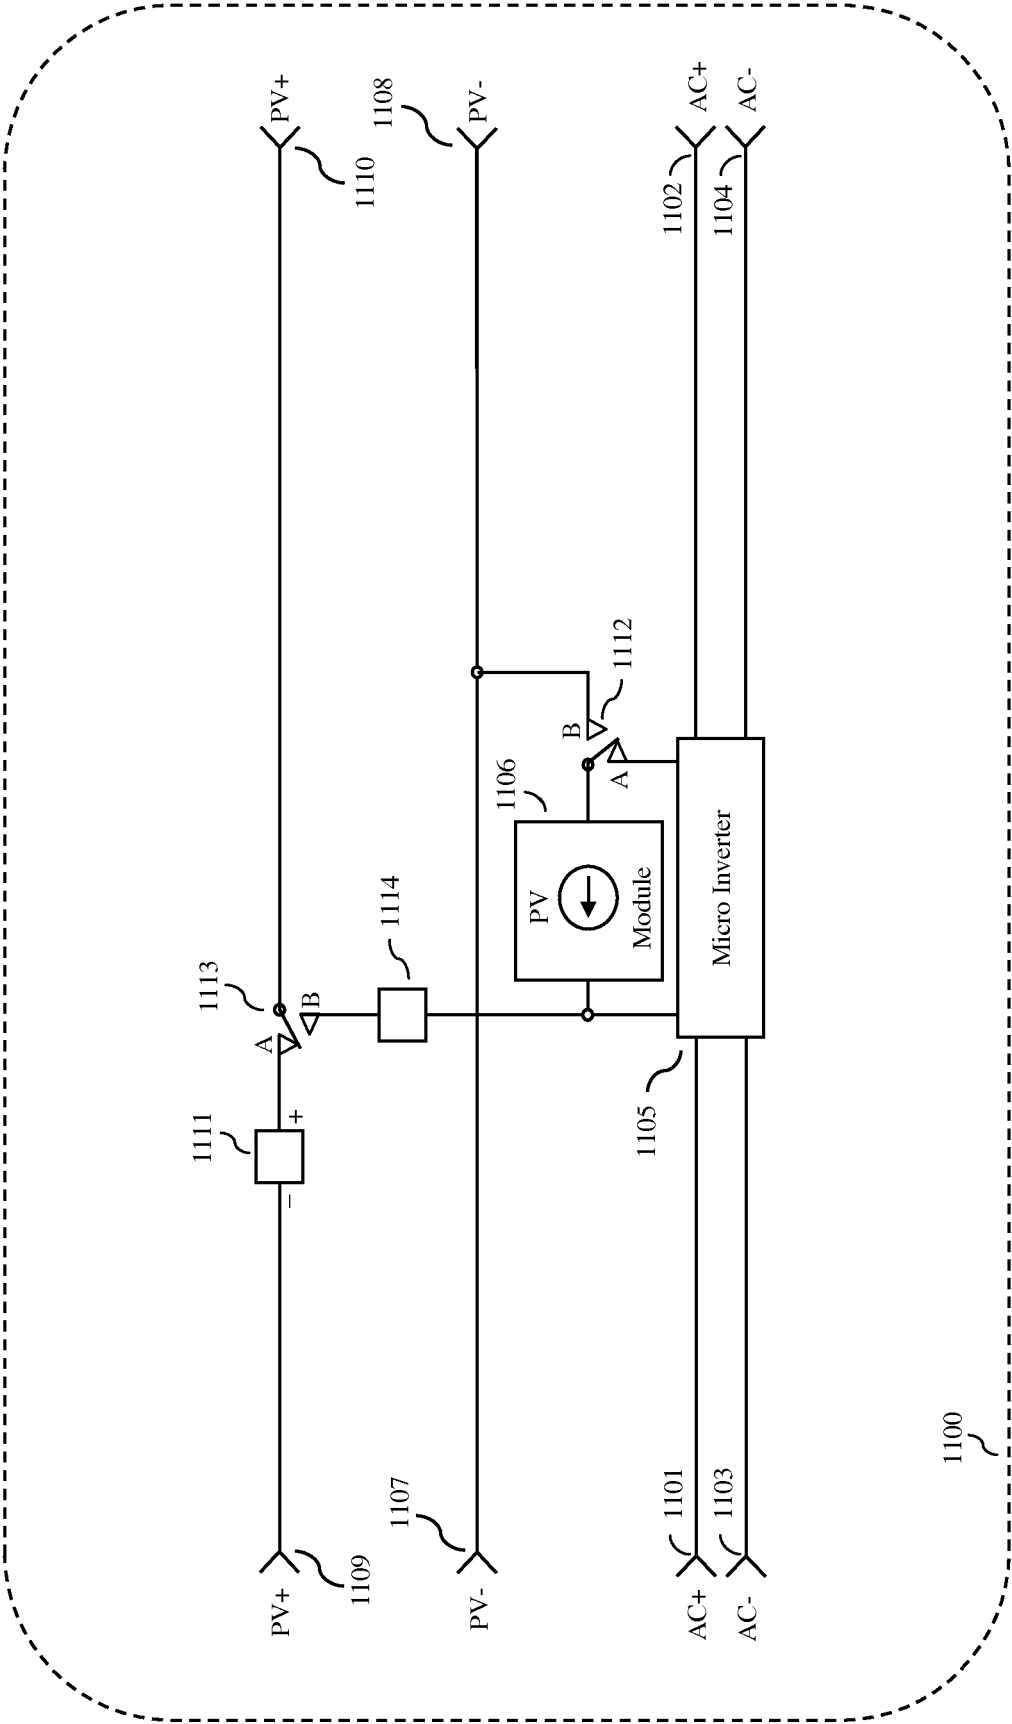 PV+
1109
1111
−
+
A
1113
B
1110
PV+
PV-
1107
1114
1108
PV-
PV
Module
1106
B
A
1112
AC+
1101
1105
Micro Inverter
1102
AC+
AC-
1103
1104
AC-
1100